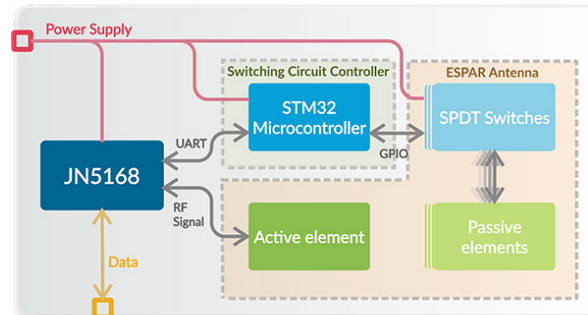 Power Supply
Switching Circuit Controller
ESPAR Antenna
STM32
Microcontroller
SPDT Switches
UART
GPIO
JN5168
RF
Signal
Active element
Passive
elements
Data